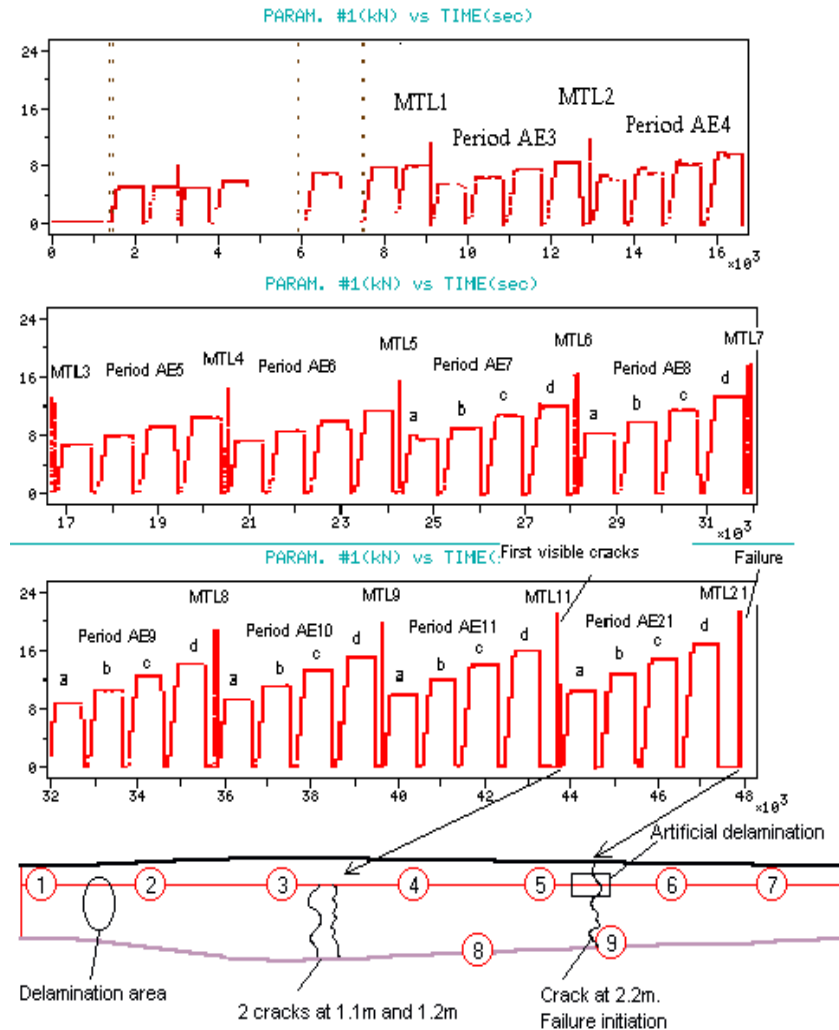 PARAM. #1(kN) vs TIME(sec)
24
16
8
0
MTL1
Period AE3
MTL2
Period AE4
0 2 4 6 8 10 12 14 16
×10³
PARAM. #1(kN) vs TIME(sec)
24
16
8
0
MTL3
Period AE5
MTL4
Period AE6
MTL5
Period AE7
MTL6
Period AE8
MTL7
a b c d
a b c d
17 19 21 23 25 27 29 31
×10³
PARAM. #1(kN) vs TIME(:
First visible cracks
Failure
24
16
8
0
Period AE9
MTL8
Period AE10
MTL9
Period AE11
MTL11
Period AE21
MTL21
a b c d
a b c d
a b c d
a b c d
32 34 36 38 40 42 44 46 48
×10³
Artificial delamination
1 2 3 4 5 6 7
8 9
Delamination area
2 cracks at 1.1m and 1.2m
Crack at 2.2m.
Failure initiation